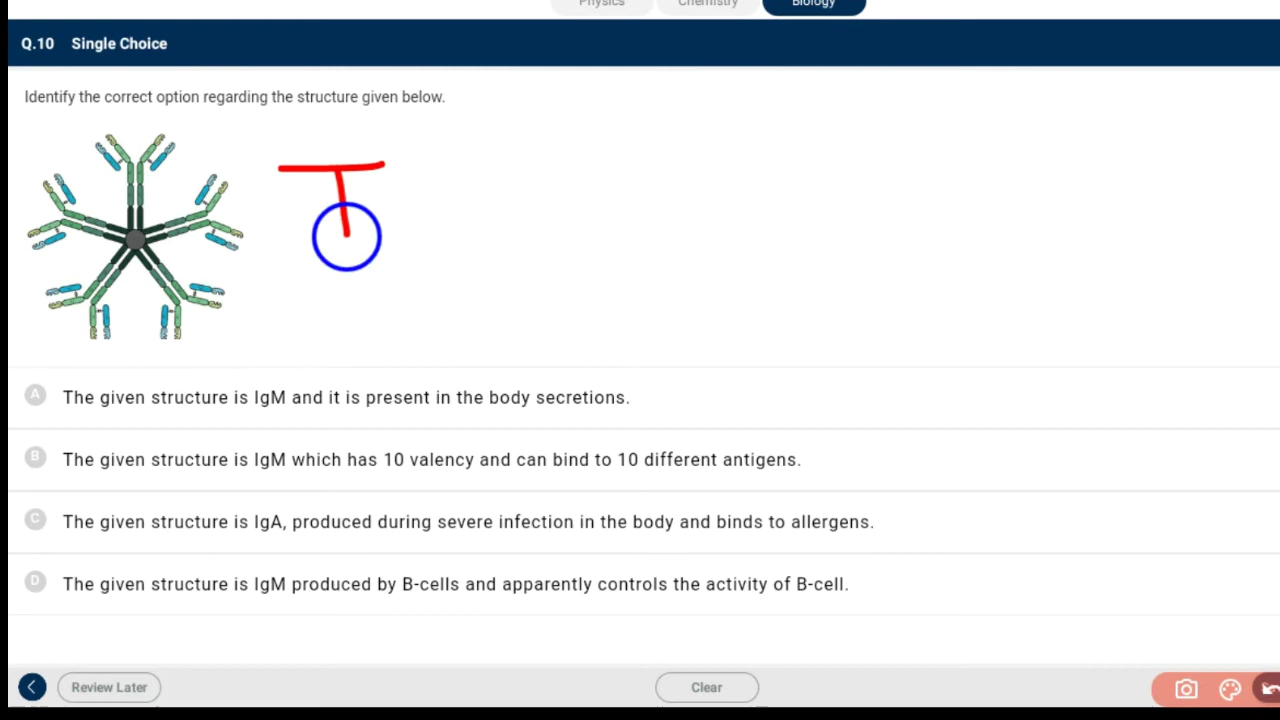 Physics Chemistry Biology
Q.10 Single Choice
Identify the correct option regarding the structure given below.
A The given structure is IgM and it is present in the body secretions.
B The given structure is IgM which has 10 valency and can bind to 10 different antigens.
C The given structure is IgA, produced during severe infection in the body and binds to allergens.
D The given structure is IgM produced by B-cells and apparently controls the activity of B-cell.
Review Later Clear